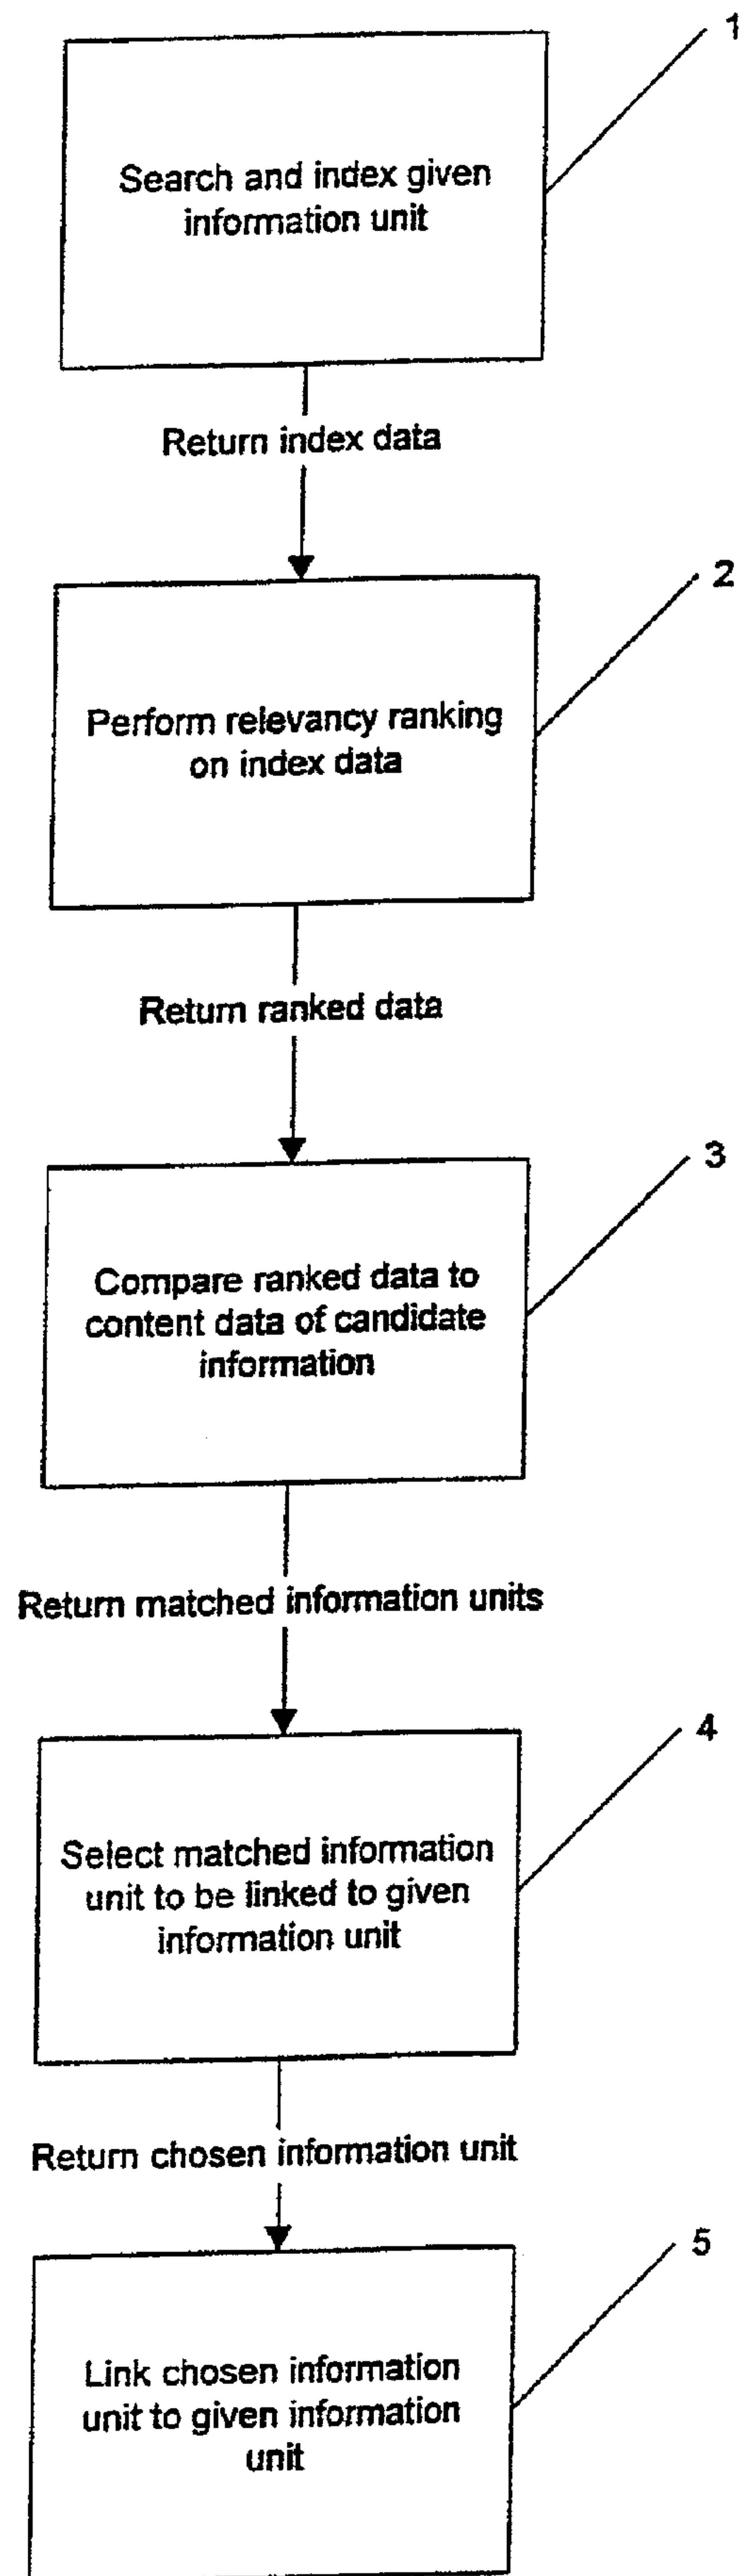 1
Search and index given
information unit
Return index data
2
Perform relevancy ranking
on index data
Return ranked data
3
Compare ranked data to
content data of candidate
information
Return matched information units
4
Select matched information
unit to be linked to given
information unit
Return chosen information unit
5
Link chosen information
unit to given information
unit